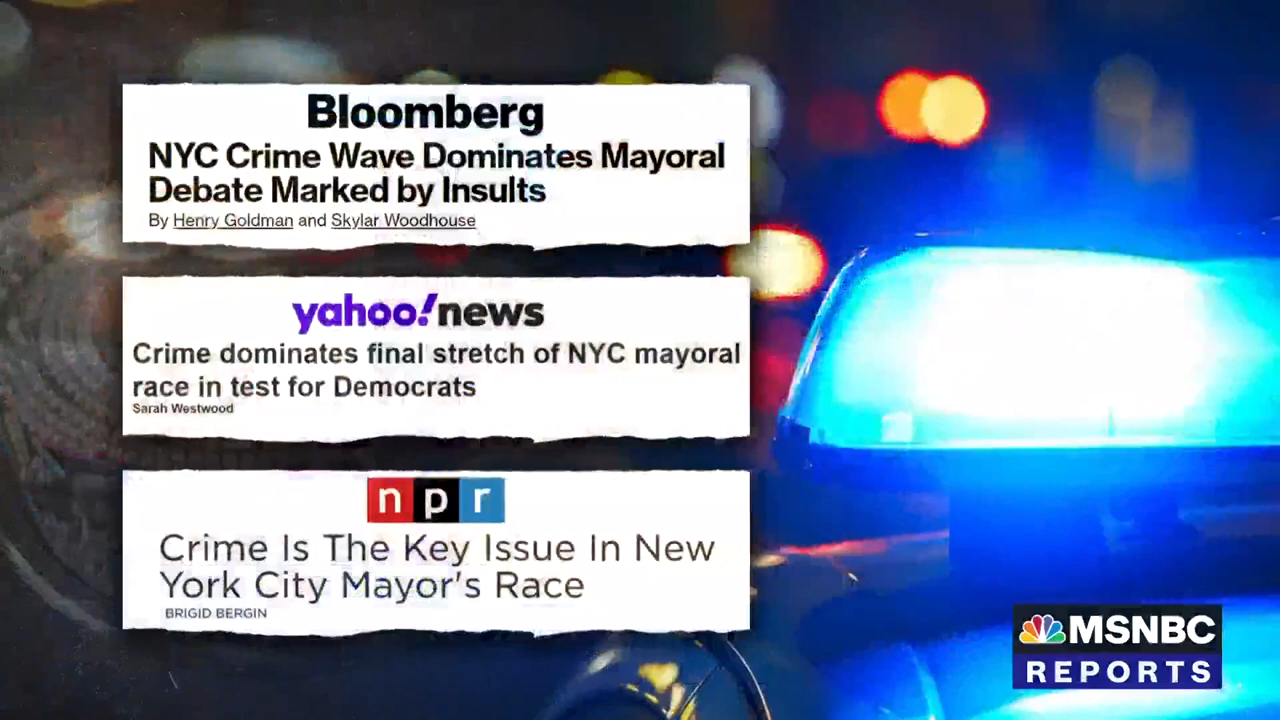 Bloomberg
NYC Crime Wave Dominates Mayoral
Debate Marked by Insults
By Henry Goldman and Skylar Woodhouse
yahoo!news
Crime dominates final stretch of NYC mayoral
race in test for Democrats
Sarah Westwood
npr
Crime Is The Key Issue In New
York City Mayor's Race
BRIGID BERGIN
MSNBC
REPORTS